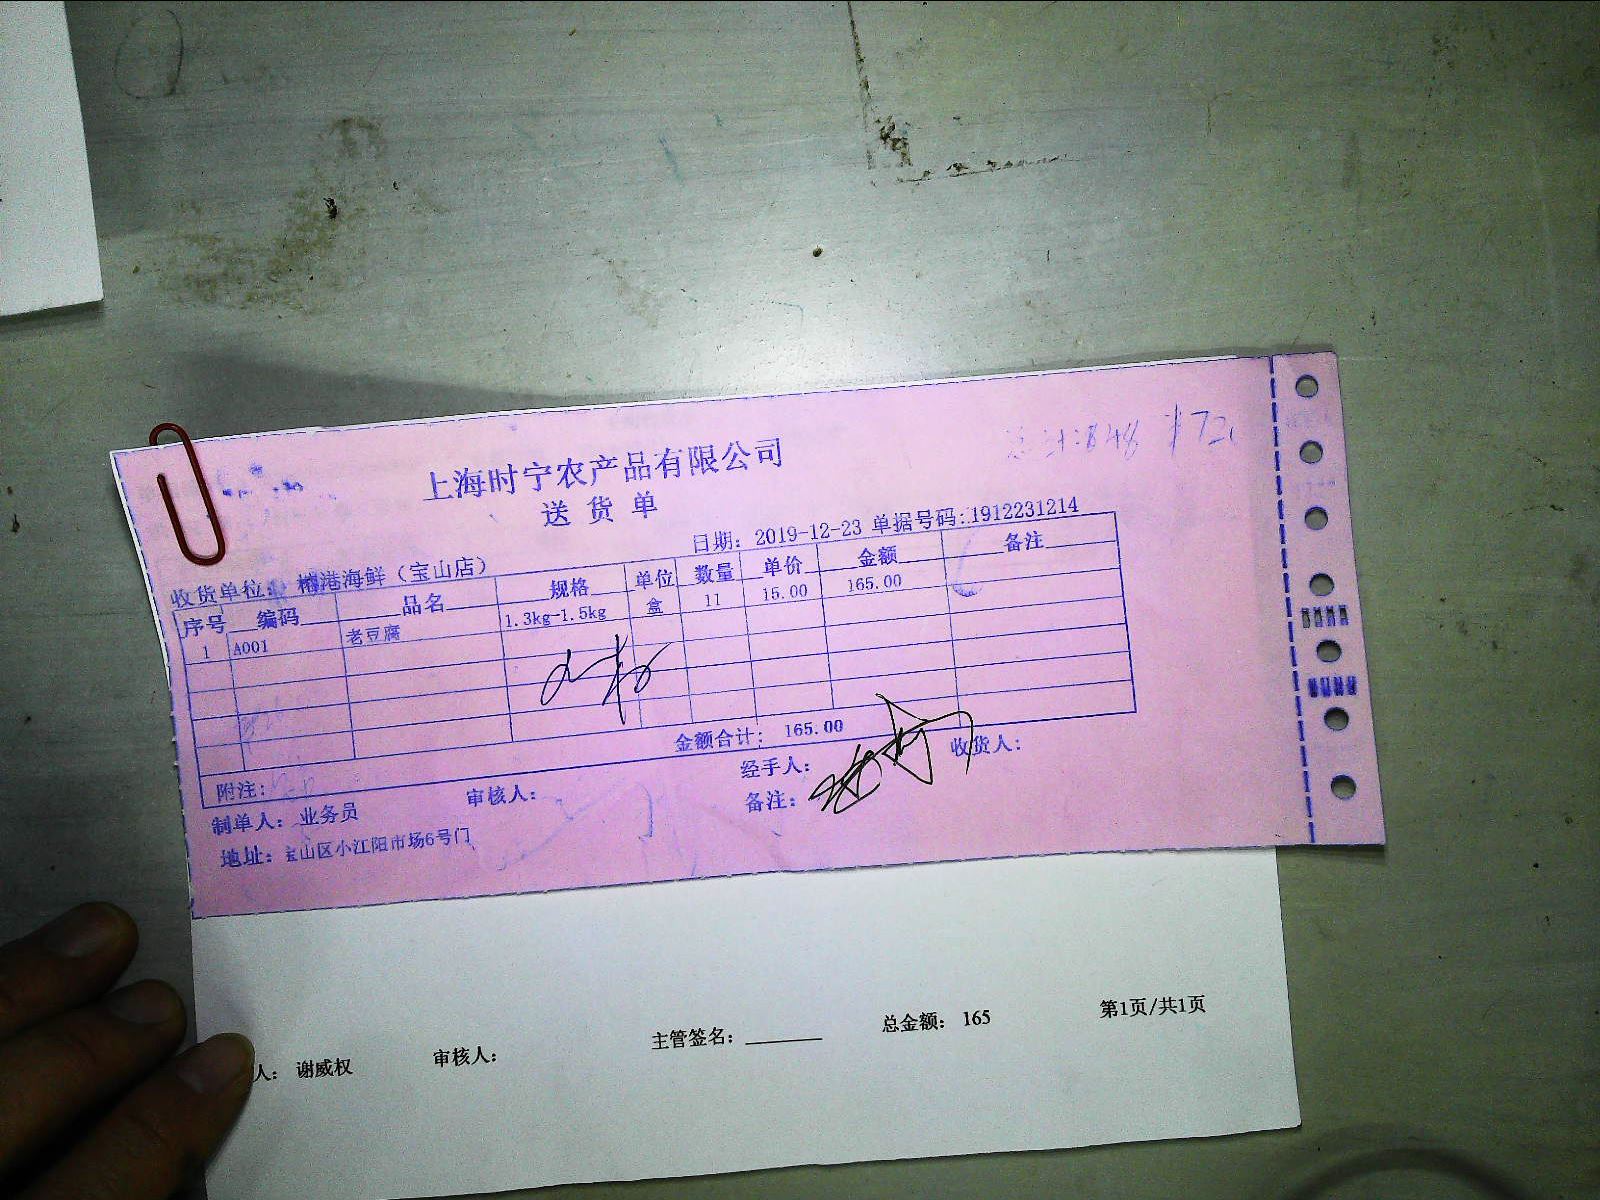 上海时宁农产品有限公司
送货单
日期：2019-12-23 单据号码：1912231214
收货单位： 榕港海鲜（宝山店）
序号 编码 品名 规格 单位 数量 单价 金额 备注
1 A001 老豆腐 1.3kg-1.5kg 盒 11 15.00 165.00
金额合计： 165.00
附注：
经手人： 收货人：
制单人： 业务员 审核人： 备注：
地址：宝山区小江阳市场6号门
人： 谢威权 审核人： 主管签名： 总金额： 165 第1页/共1页